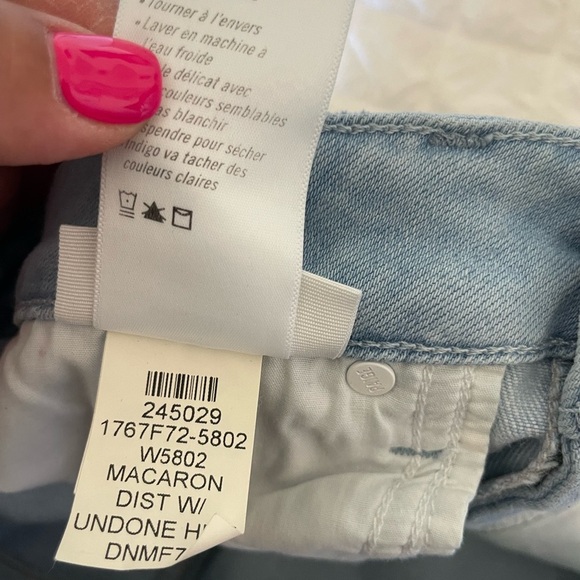 •Tourner à l'envers
•Laver en machine à
l'eau froide
délicat avec
couleurs semblables
blanchir
pendre pour sécher
Indigo va tacher des
couleurs claires
245029
1767F72-5802
W5802
MACARON
DIST W/
UNDONE H